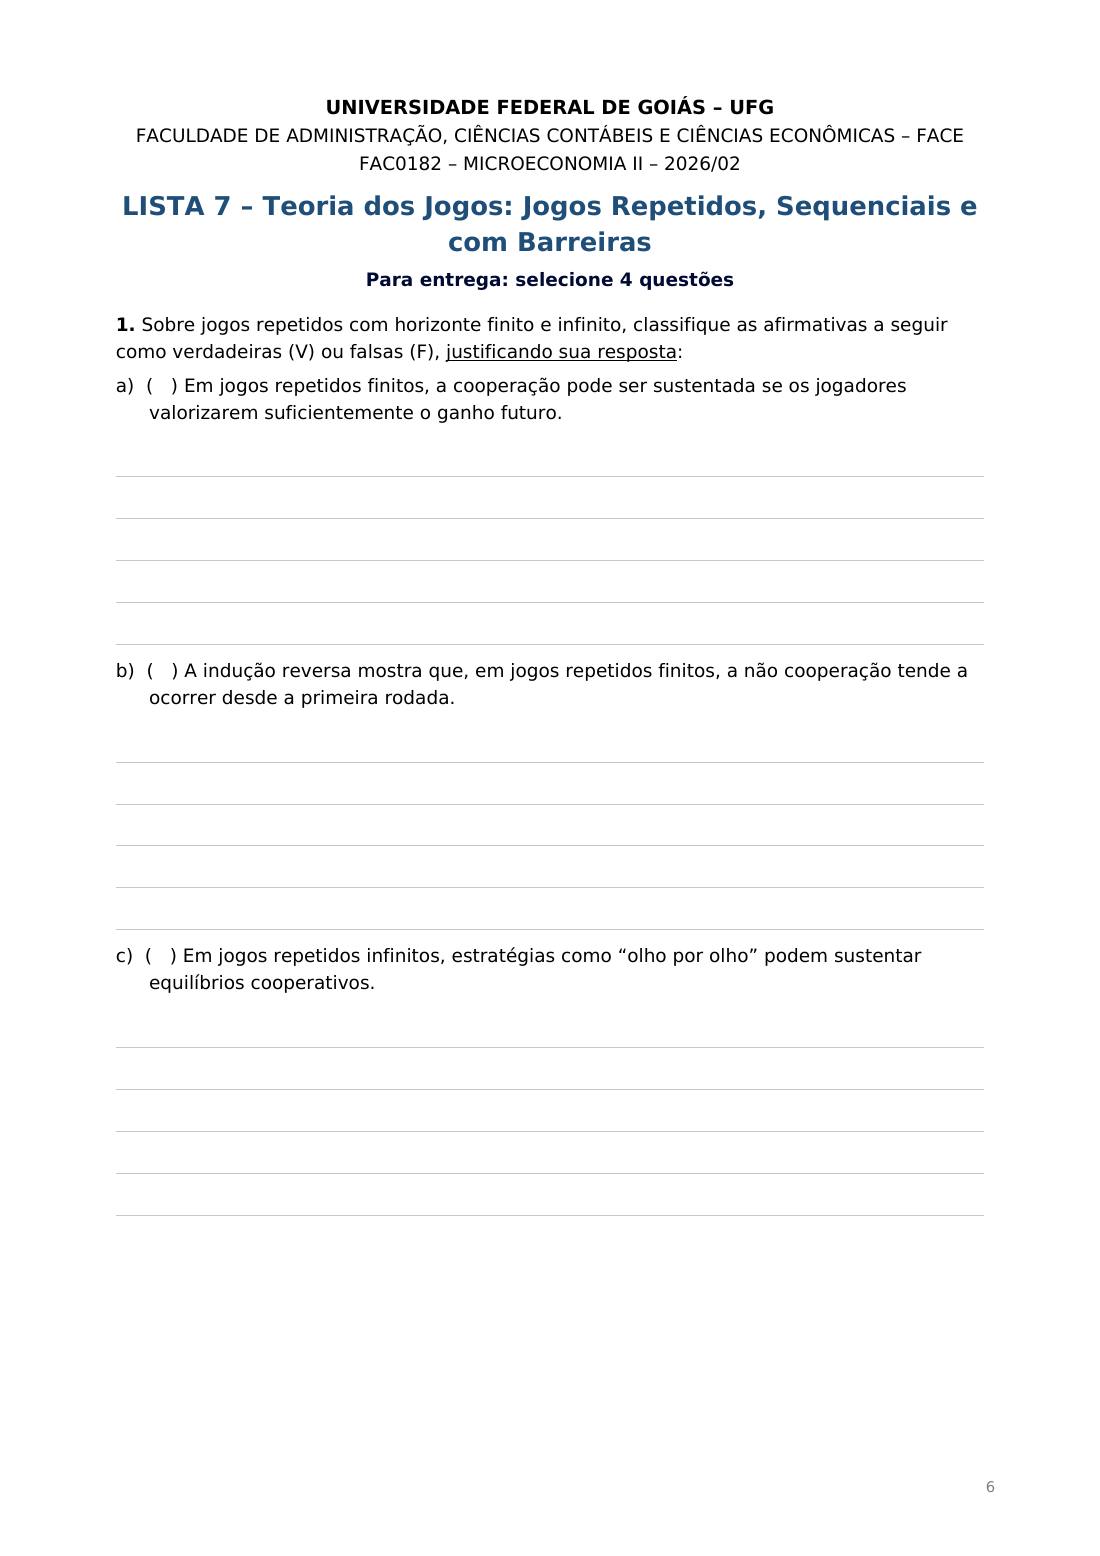 UNIVERSIDADE FEDERAL DE GOIÁS – UFG
FACULDADE DE ADMINISTRAÇÃO, CIÊNCIAS CONTÁBEIS E CIÊNCIAS ECONÔMICAS – FACE
FAC0182 – MICROECONOMIA II – 2026/02
LISTA 7 – Teoria dos Jogos: Jogos Repetidos, Sequenciais e
com Barreiras
Para entrega: selecione 4 questões
1. Sobre jogos repetidos com horizonte finito e infinito, classifique as afirmativas a seguir
como verdadeiras (V) ou falsas (F), justificando sua resposta:
a) (   ) Em jogos repetidos finitos, a cooperação pode ser sustentada se os jogadores
valorizarem suficientemente o ganho futuro.
b) (   ) A indução reversa mostra que, em jogos repetidos finitos, a não cooperação tende a
ocorrer desde a primeira rodada.
c) (   ) Em jogos repetidos infinitos, estratégias como “olho por olho” podem sustentar
equilíbrios cooperativos.
6